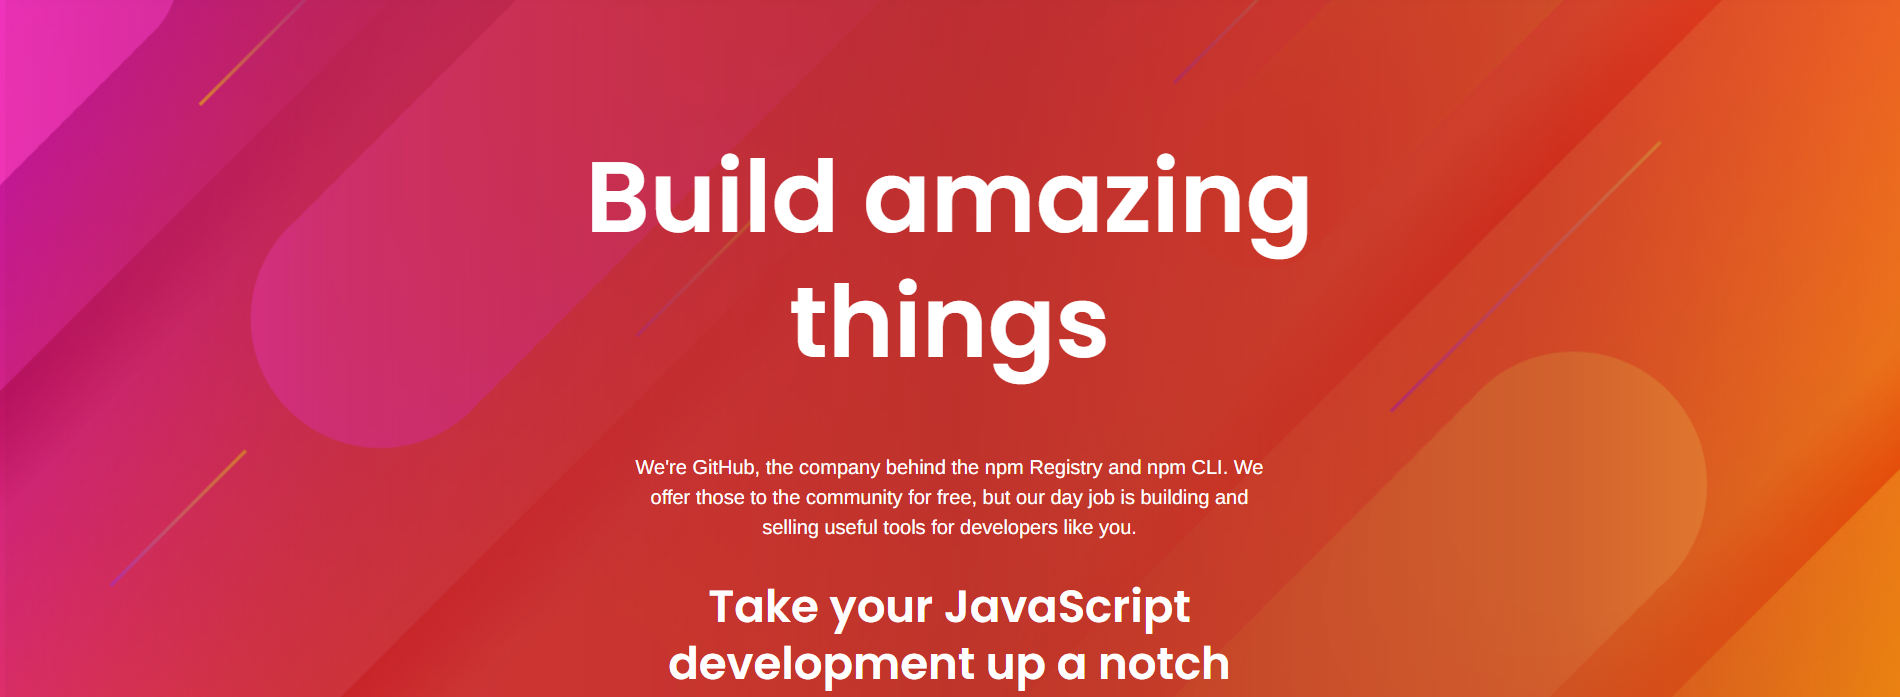 Build amazing
things
We're GitHub, the company behind the npm Registry and npm CLI. We
offer those to the community for free, but our day job is building and
selling useful tools for developers like you.
Take your JavaScript
development up a notch